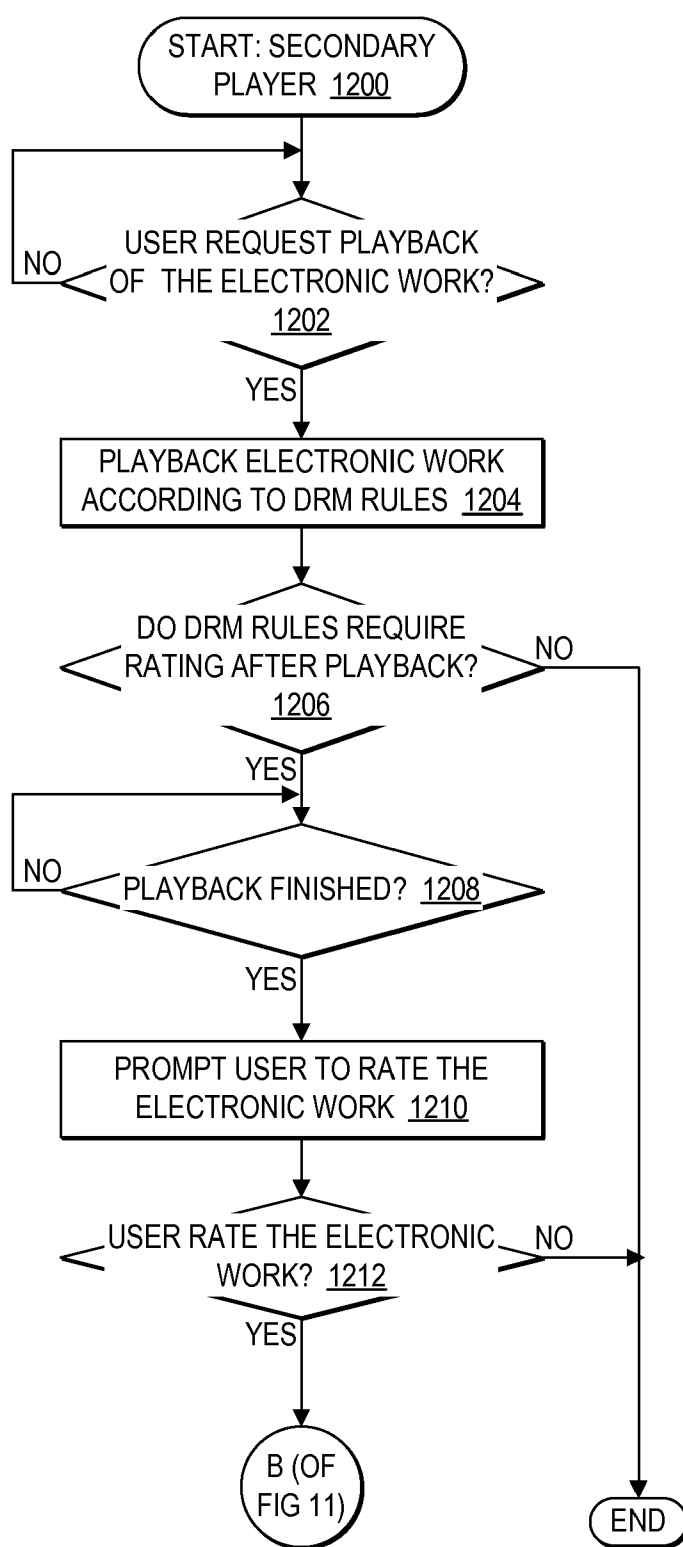 START: SECONDARY
PLAYER 1200
USER REQUEST PLAYBACK
OF THE ELECTRONIC WORK?
1202
NO
YES
PLAYBACK ELECTRONIC WORK
ACCORDING TO DRM RULES 1204
DO DRM RULES REQUIRE
RATING AFTER PLAYBACK?
1206
NO
YES
PLAYBACK FINISHED? 1208
NO
YES
PROMPT USER TO RATE THE
ELECTRONIC WORK 1210
USER RATE THE ELECTRONIC
WORK? 1212
NO
YES
B (OF
FIG 11)
END